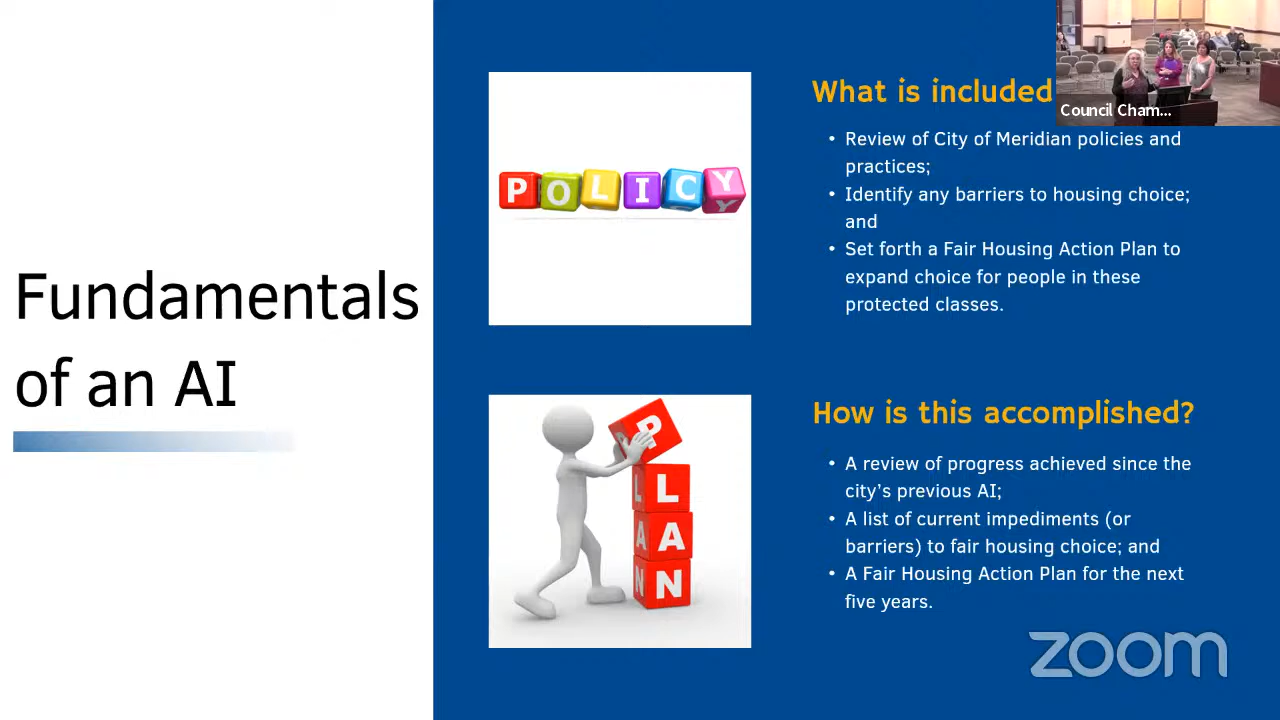 Fundamentals
of an AI
POLICY
What is included
Council Cham...
• Review of City of Meridian policies and
practices;
• Identify any barriers to housing choice;
and
• Set forth a Fair Housing Action Plan to
expand choice for people in these
protected classes.
P
L
A
N
How is this accomplished?
• A review of progress achieved since the
city's previous AI;
• A list of current impediments (or
barriers) to fair housing choice; and
• A Fair Housing Action Plan for the next
five years.
zoom